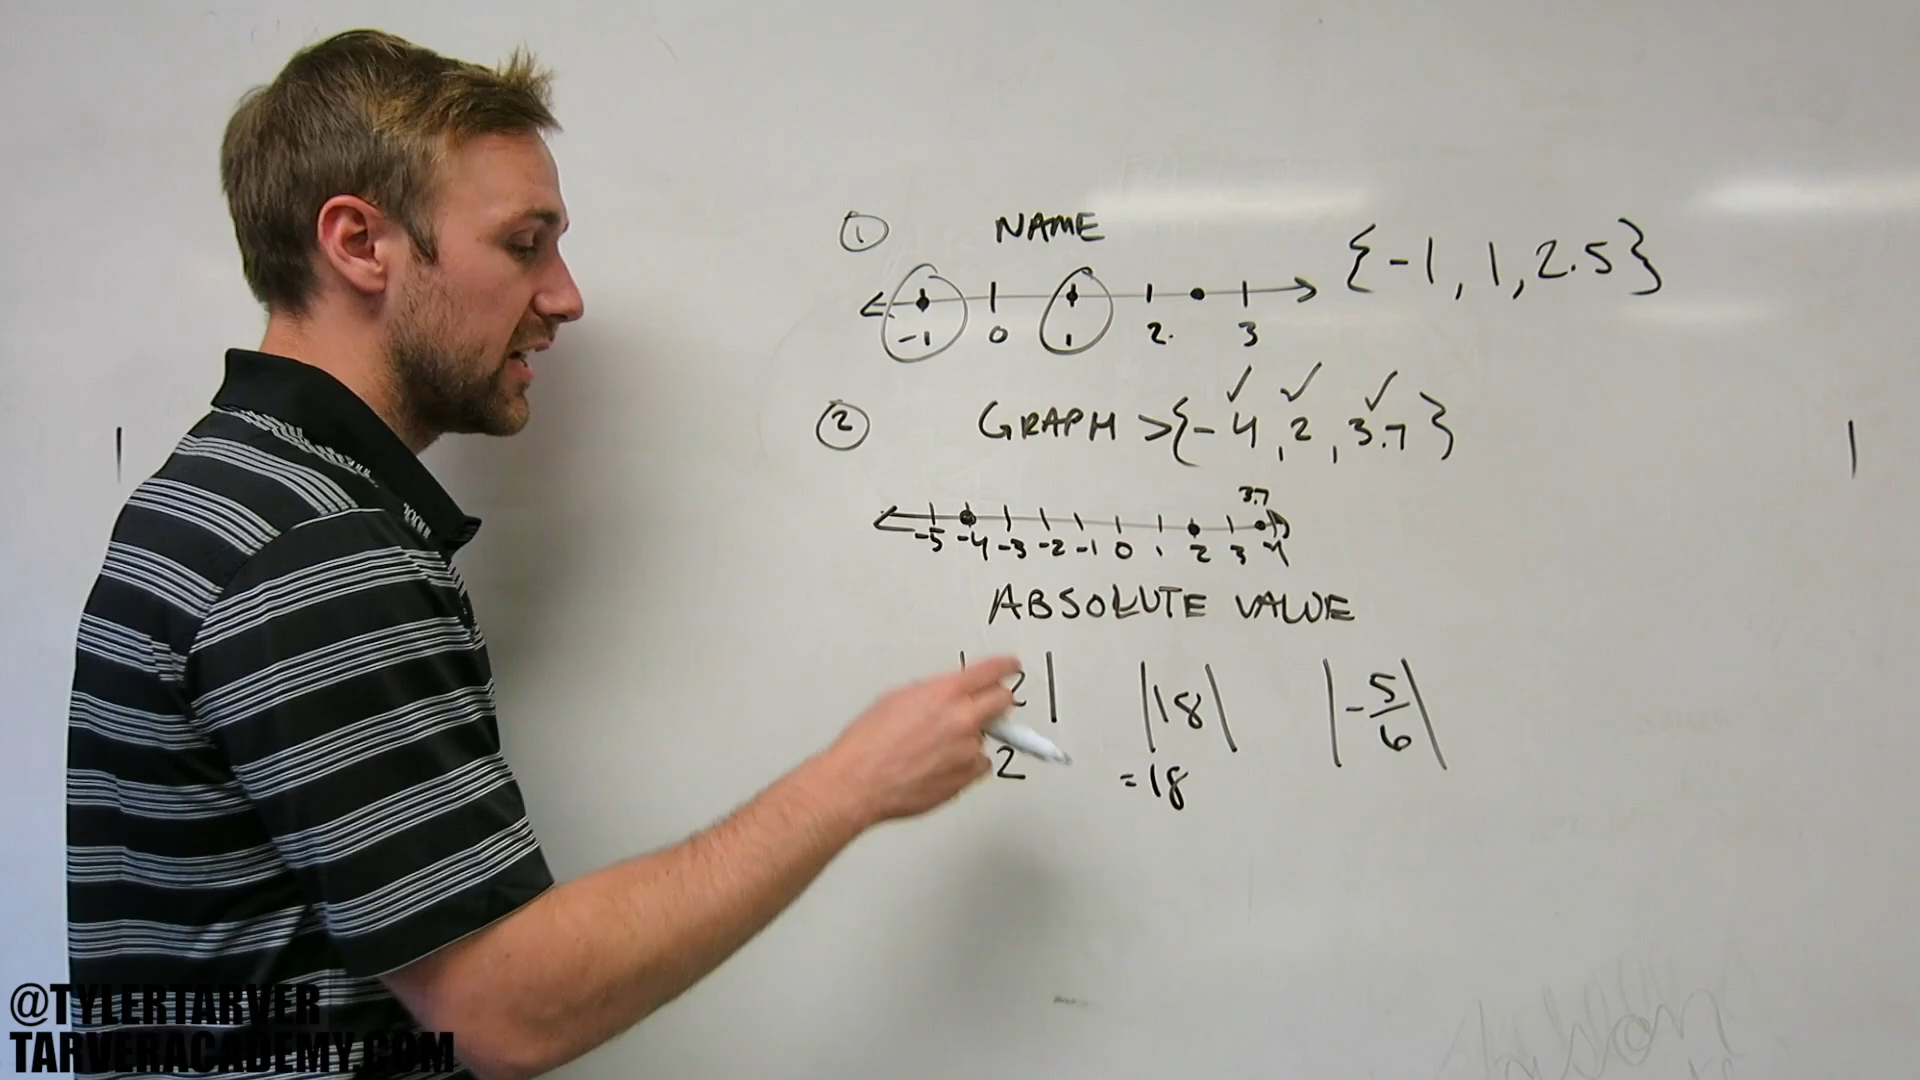 ① NAME
{-1, 1, 2.5}
-1 0 1 2 3
② GRAPH > {-4, 2, 3.7}
3.7
-5 -4 -3 -2 -1 0 1 2 3 4
ABSOLUTE VALUE
2| |18| |-5/6|
2 =18
@TYLERTARVER
TARVERACADEMY.COM